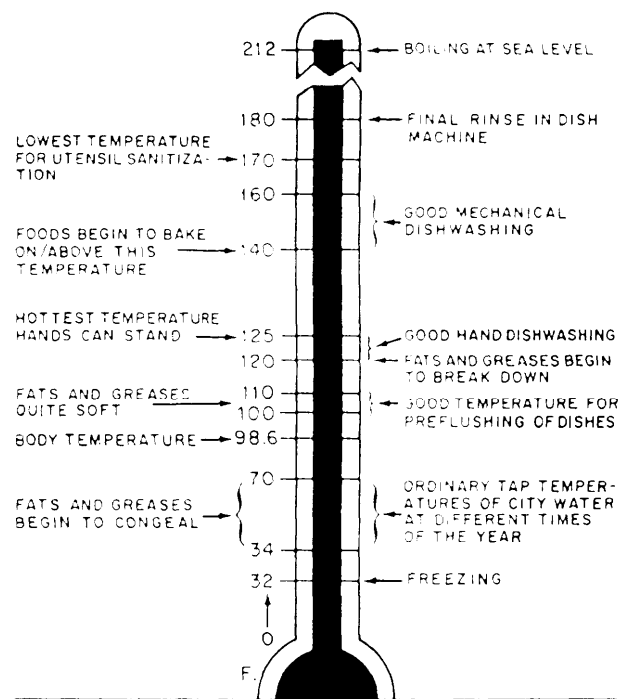 212
BOILING AT SEA LEVEL
180
FINAL RINSE IN DISH
MACHINE
LOWEST TEMPERATURE
FOR UTENSIL SANITIZA-
TION
170
160
GOOD MECHANICAL
DISHWASHING
FOODS BEGIN TO BAKE
ON/ABOVE THIS
TEMPERATURE
140
HOTTEST TEMPERATURE
HANDS CAN STAND
125
GOOD HAND DISHWASHING
120
FATS AND GREASES BEGIN
TO BREAK DOWN
FATS AND GREASES
QUITE SOFT
110
100
GOOD TEMPERATURE FOR
PREFLUSHING OF DISHES
BODY TEMPERATURE
98.6
70
FATS AND GREASES
BEGIN TO CONGEAL
ORDINARY TAP TEMPER-
ATURES OF CITY WATER
AT DIFFERENT TIMES
OF THE YEAR
34
32
FREEZING
0
F.